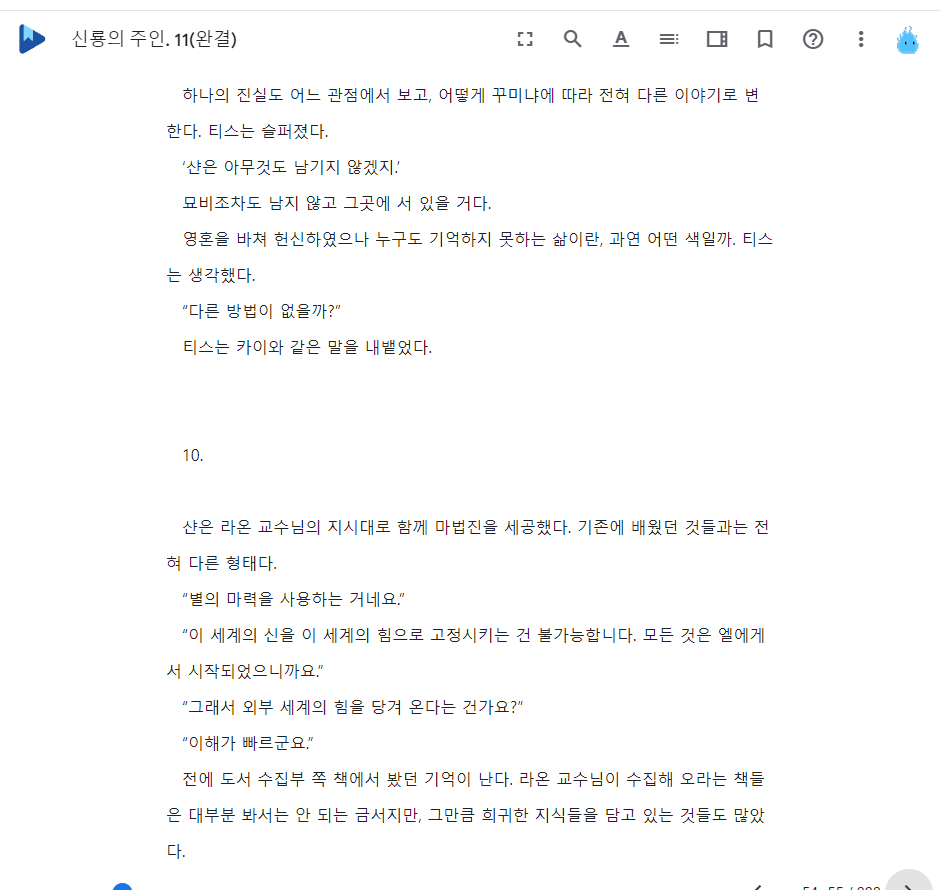 신룡의 주인. 11(완결)
하나의 진실도 어느 관점에서 보고, 어떻게 꾸미냐에 따라 전혀 다른 이야기로 변
한다. 티스는 슬퍼졌다.
‘샨은 아무것도 남기지 않겠지.’
묘비조차도 남지 않고 그곳에 서 있을 거다.
영혼을 바쳐 헌신하였으나 누구도 기억하지 못하는 삶이란, 과연 어떤 색일까. 티스
는 생각했다.
“다른 방법이 없을까?”
티스는 카이와 같은 말을 내뱉었다.
10.
샨은 라온 교수님의 지시대로 함께 마법진을 세공했다. 기존에 배웠던 것들과는 전
혀 다른 형태다.
“별의 마력을 사용하는 거네요.”
“이 세계의 신을 이 세계의 힘으로 고정시키는 건 불가능합니다. 모든 것은 엘에게
서 시작되었으니까요.”
“그래서 외부 세계의 힘을 당겨 온다는 건가요?”
“이해가 빠르군요.”
전에 도서 수집부 쪽 책에서 봤던 기억이 난다. 라온 교수님이 수집해 오라는 책들
은 대부분 봐서는 안 되는 금서지만, 그만큼 희귀한 지식들을 담고 있는 것들도 많았
다.